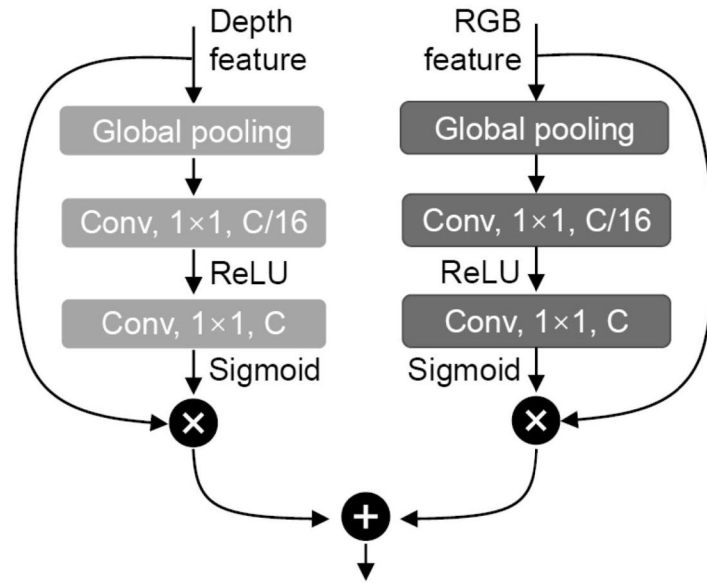 Depth
feature
Global pooling
Conv, 1×1, C/16
ReLU
Conv, 1×1, C
Sigmoid
×
RGB
feature
Global pooling
Conv, 1×1, C/16
ReLU
Conv, 1×1, C
Sigmoid
×
+